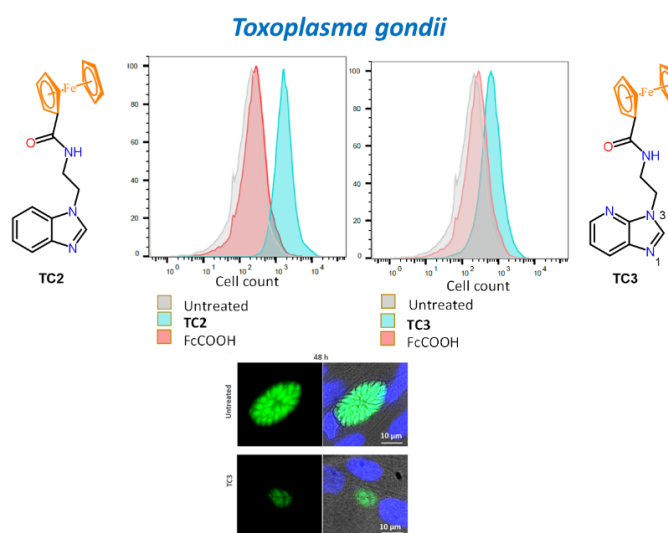 Toxoplasma gondii
Fe
O
NH
N
N
TC2
100
80
60
40
20
0
10^0
10^1
10^2
10^3
10^4
Cell count
Untreated
TC2
FcCOOH
100
80
60
40
20
0
10^0
10^1
10^2
10^3
10^4
Cell count
Untreated
TC3
FcCOOH
Fe
O
NH
N
N
3
N
1
TC3
48 h
Untreated
10 µm
TC3
10 µm